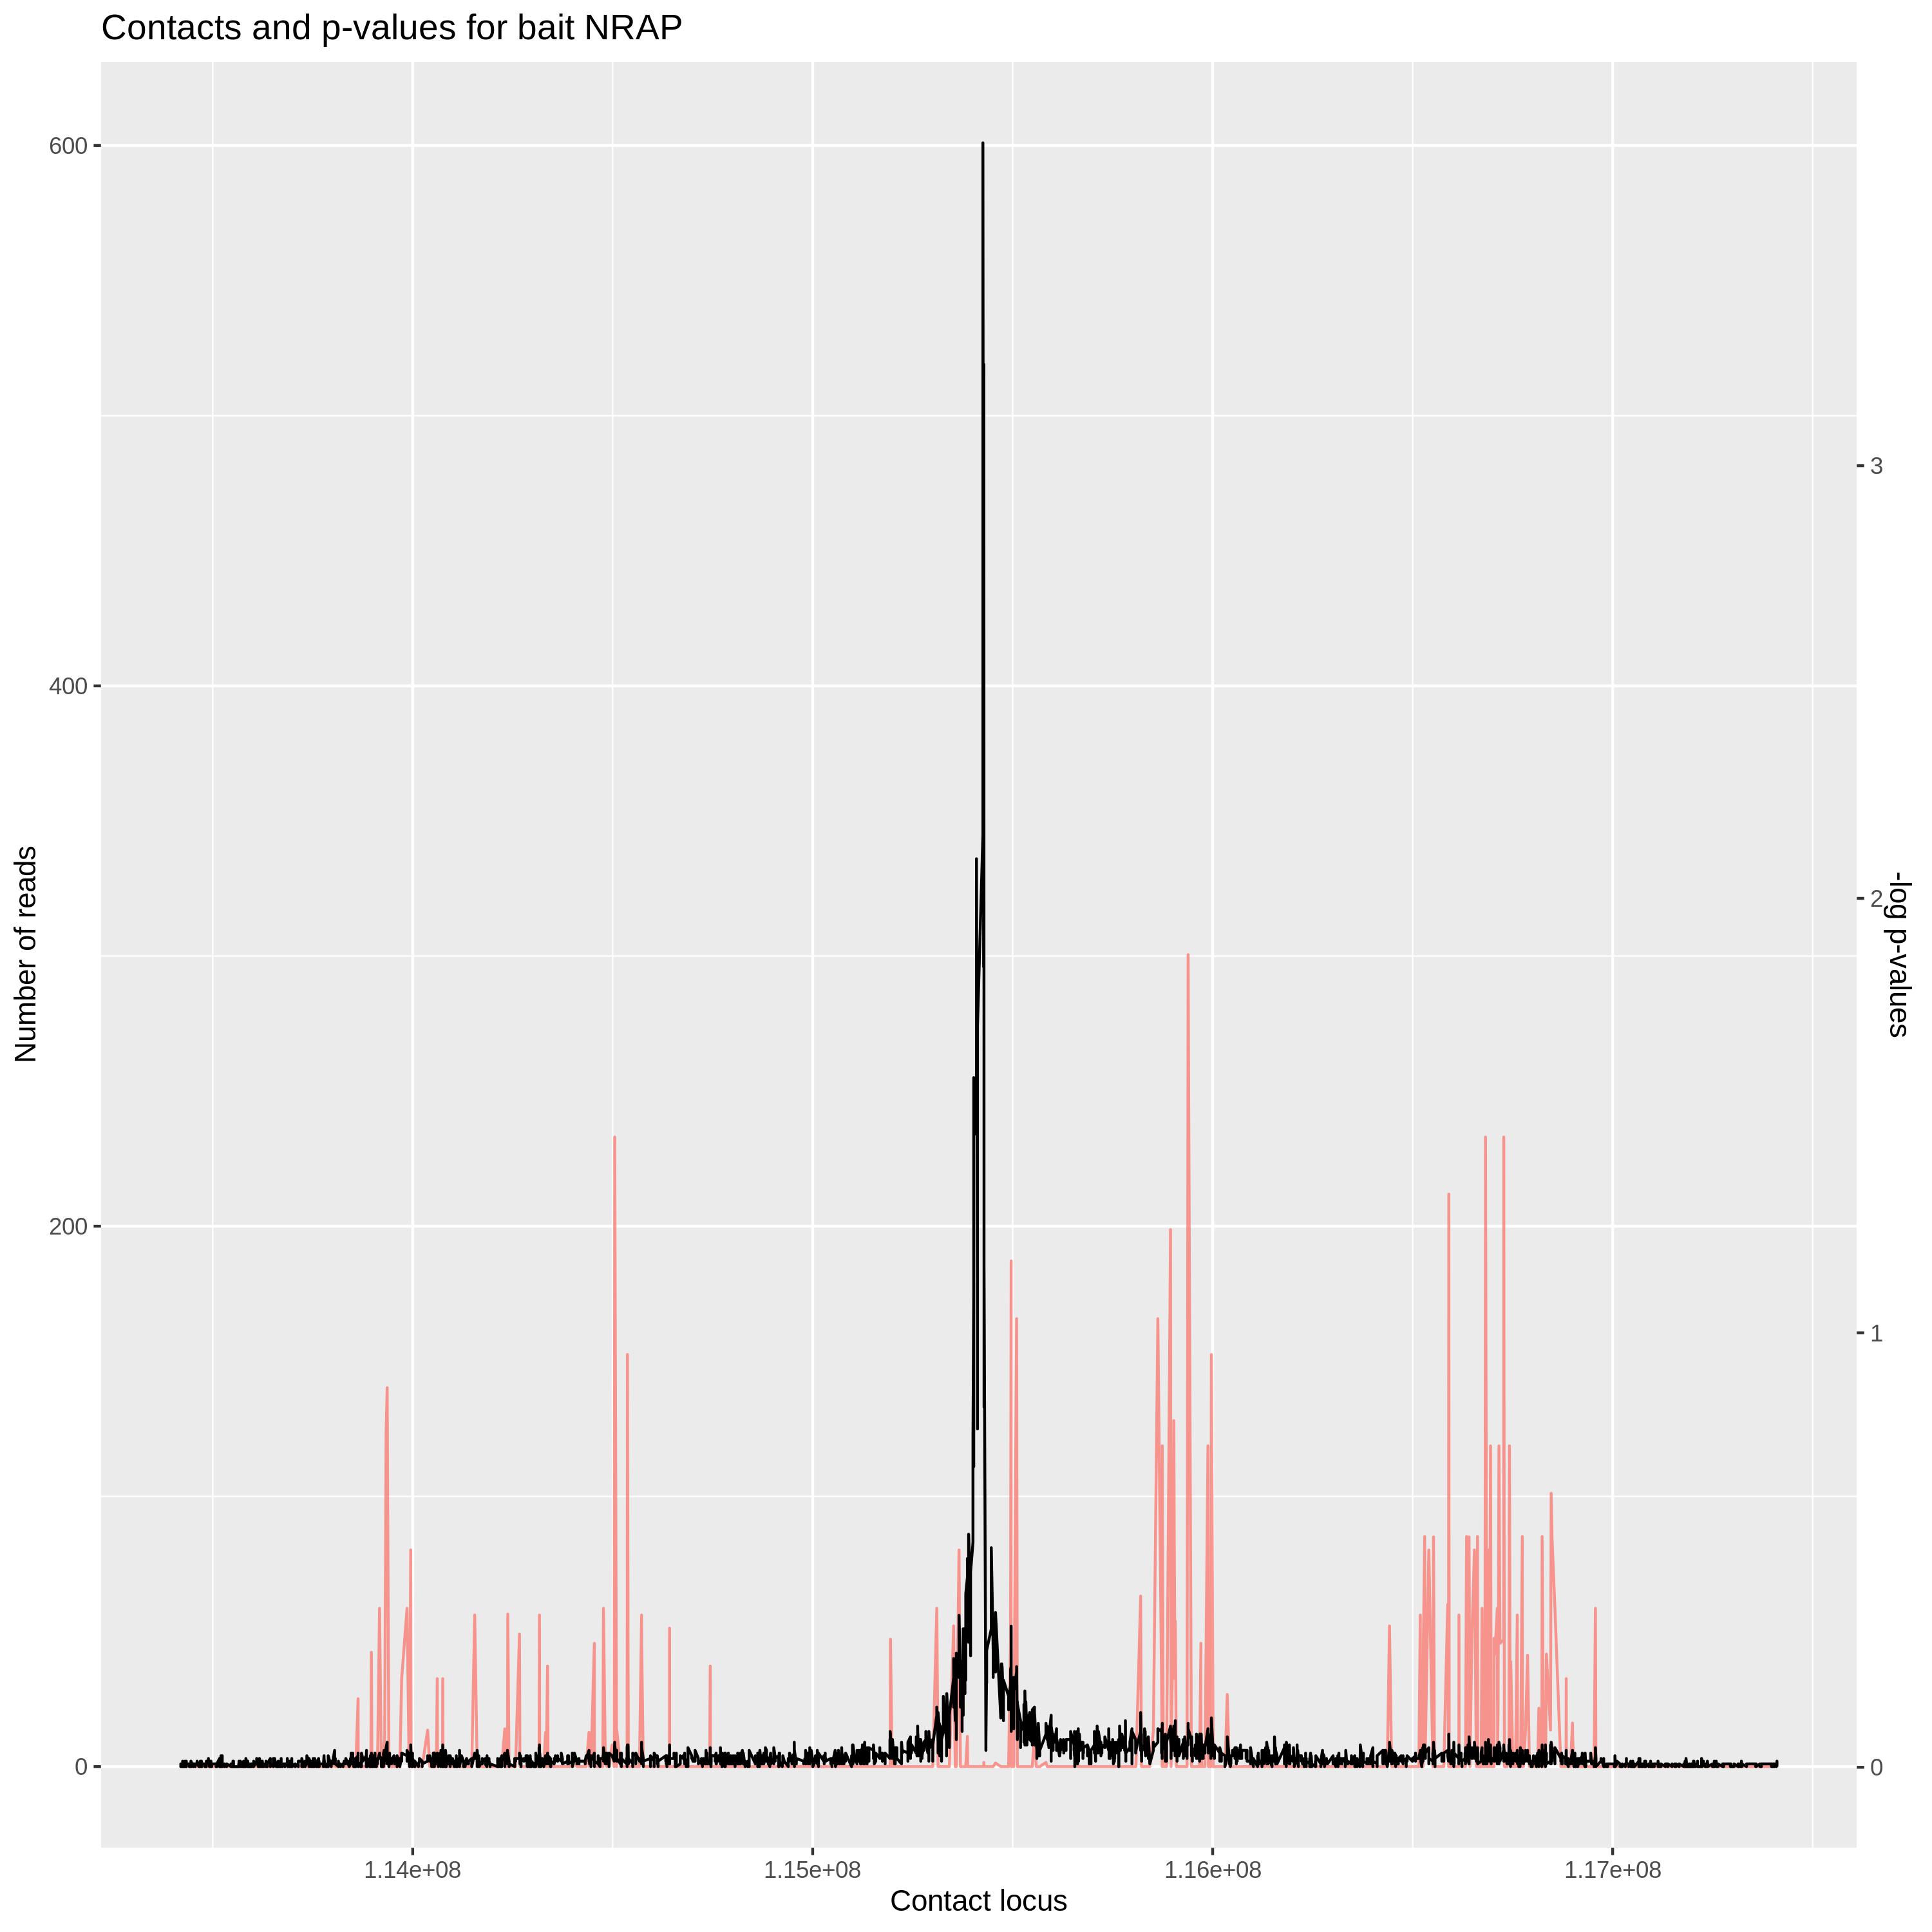 Contacts and p-values for bait NRAP
600
400
200
0
Number of reads
3
2
1
0
-log p-values
1.14e+08
1.15e+08
1.16e+08
1.17e+08
Contact locus